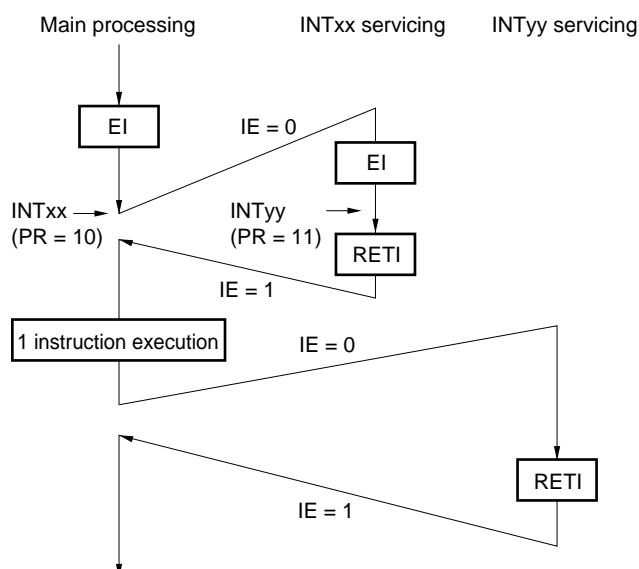 Main processing INTxx servicing INTyy servicing
EI
IE = 0
EI
INTxx
(PR = 10)
INTyy
(PR = 11)
RETI
IE = 1
1 instruction execution
IE = 0
RETI
IE = 1